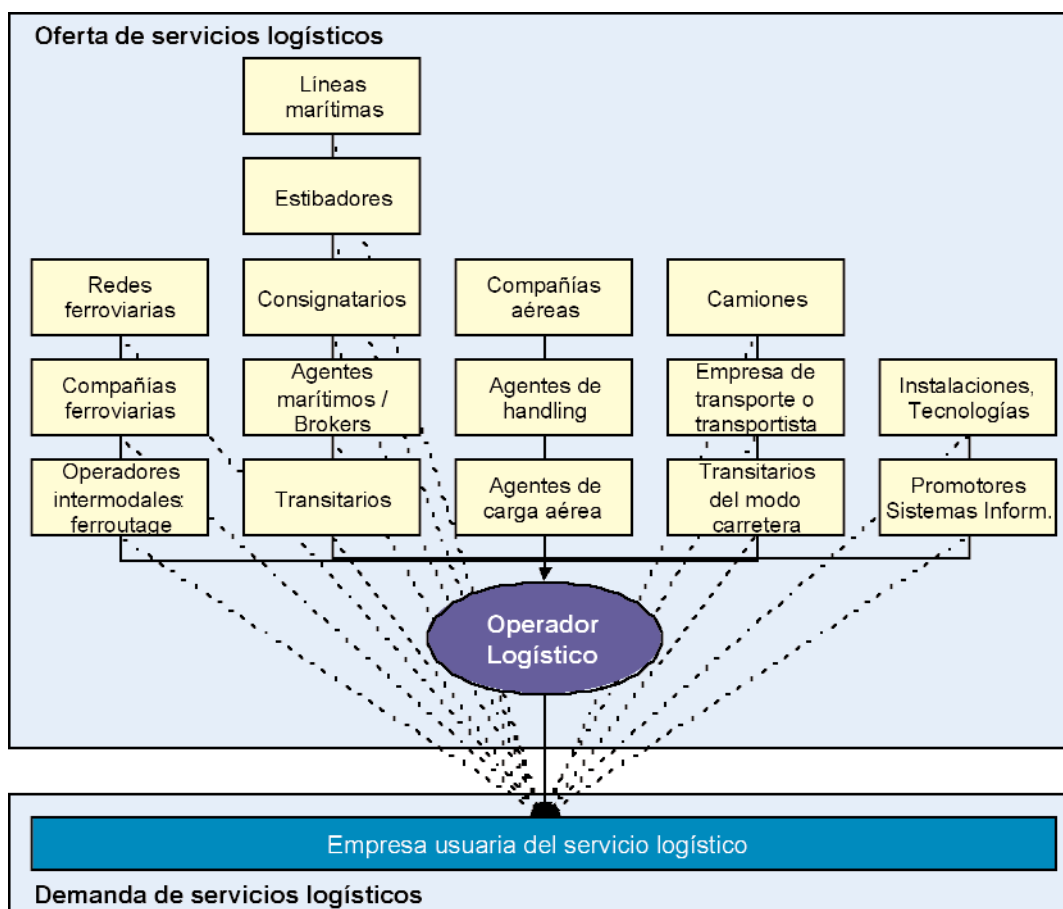 Oferta de servicios logísticos
Líneas
marítimas
Estibadores
Redes
ferroviarias
Consignatarios
Compañías
aéreas
Camiones
Compañías
ferroviarias
Agentes
marítimos /
Brokers
Agentes de
handling
Empresa de
transporte o
transportista
Instalaciones,
Tecnologías
Operadores
intermodales:
ferroutage
Transitarios
Agentes de
carga aérea
Transitarios
del modo
carretera
Promotores
Sistemas Inform.
Operador
Logístico
Empresa usuaria del servicio logístico
Demanda de servicios logísticos